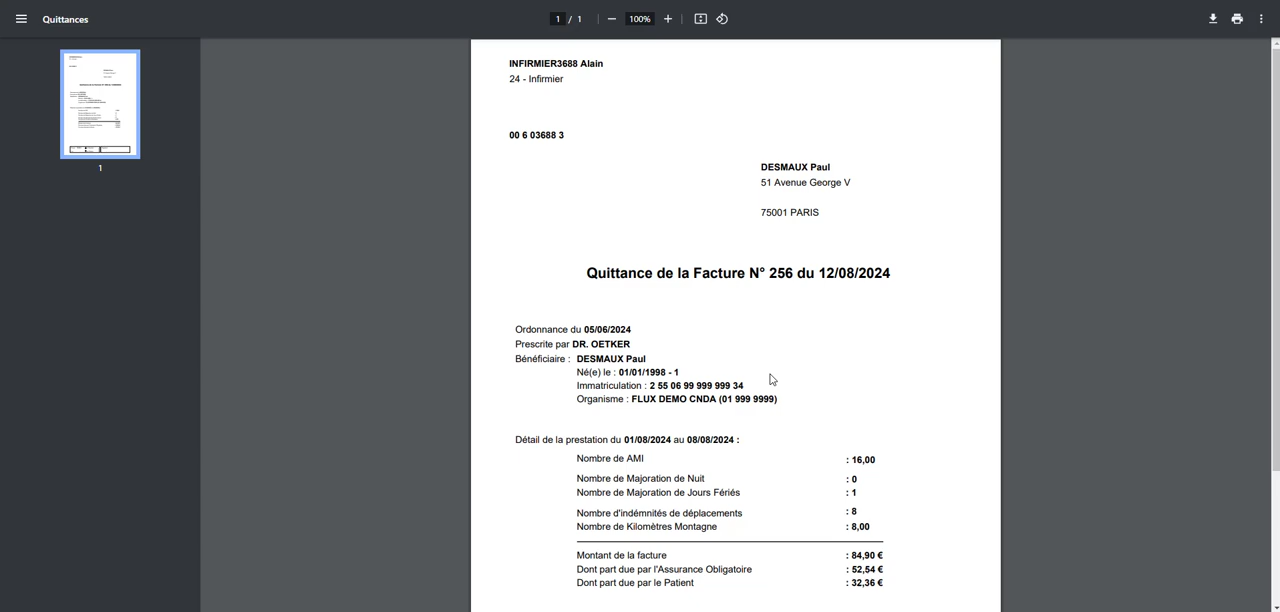 Quittances
1 / 1
100%
1
INFIRMIER3688 Alain
24 - Infirmier
00 6 03688 3
DESMAUX Paul
51 Avenue George V
75001 PARIS
Quittance de la Facture N° 256 du 12/08/2024
Ordonnance du 05/06/2024
Prescrite par DR. OETKER
Bénéficiaire : DESMAUX Paul
Né(e) le : 01/01/1998 - 1
Immatriculation : 2 55 06 99 999 999 34
Organisme : FLUX DEMO CNDA (01 999 9999)
Détail de la prestation du 01/08/2024 au 08/08/2024 :
Nombre de AMI : 16,00
Nombre de Majoration de Nuit : 0
Nombre de Majoration de Jours Fériés : 1
Nombre d'indémnités de déplacements : 8
Nombre de Kilomètres Montagne : 8,00
Montant de la facture : 84,90 €
Dont part due par l'Assurance Obligatoire : 52,54 €
Dont part due par le Patient : 32,36 €